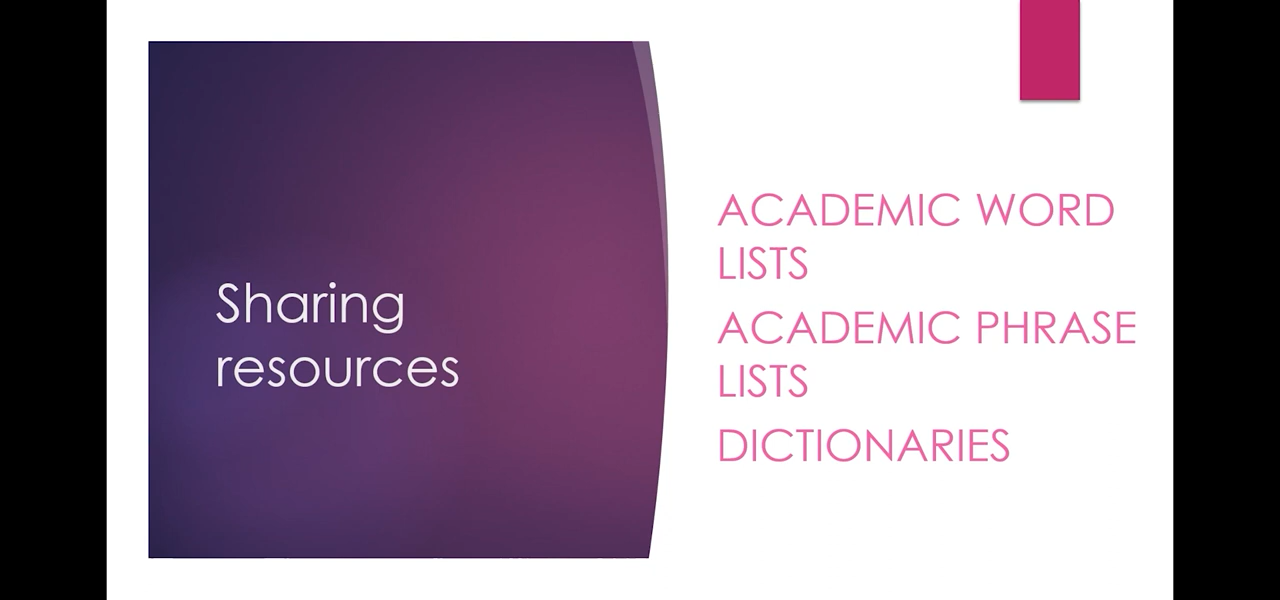 Sharing
resources
ACADEMIC WORD
LISTS
ACADEMIC PHRASE
LISTS
DICTIONARIES